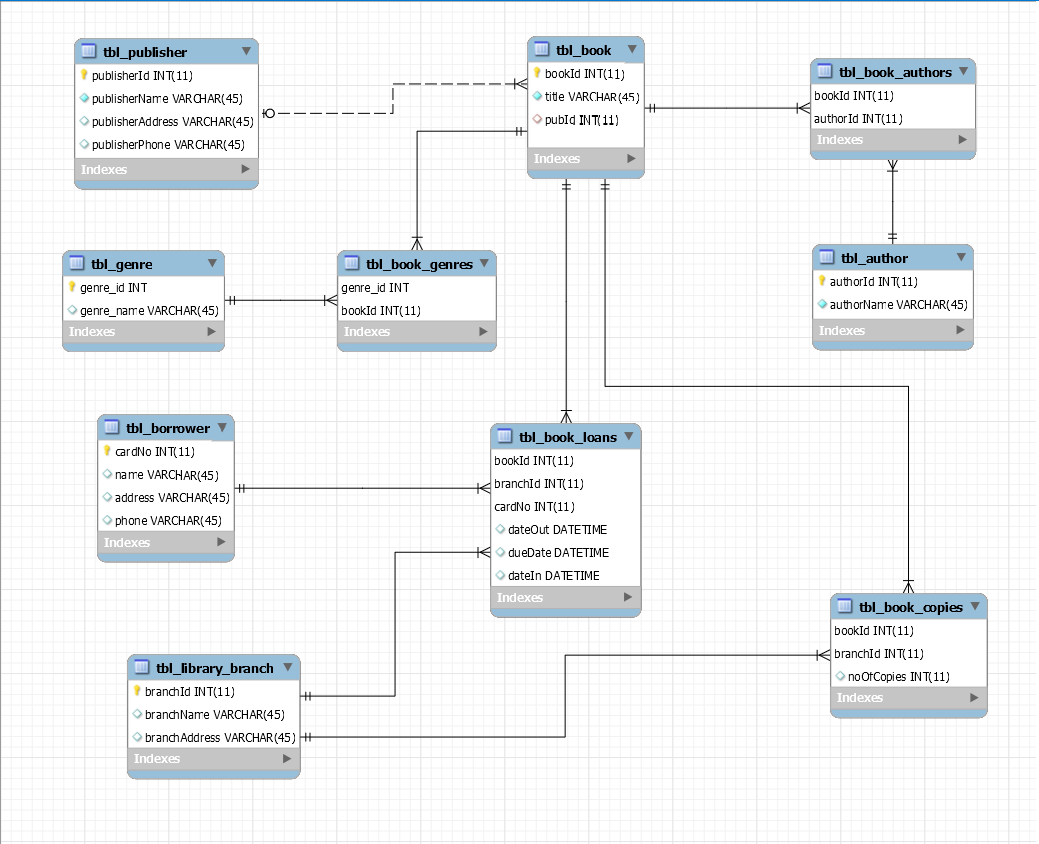 tbl_publisher
publisherId INT(11)
publisherName VARCHAR(45)
publisherAddress VARCHAR(45)
publisherPhone VARCHAR(45)
Indexes
tbl_book
bookId INT(11)
title VARCHAR(45)
pubId INT(11)
Indexes
tbl_book_authors
bookId INT(11)
authorId INT(11)
Indexes
tbl_genre
genre_id INT
genre_name VARCHAR(45)
Indexes
tbl_book_genres
genre_id INT
bookId INT(11)
Indexes
tbl_author
authorId INT(11)
authorName VARCHAR(45)
Indexes
tbl_borrower
cardNo INT(11)
name VARCHAR(45)
address VARCHAR(45)
phone VARCHAR(45)
Indexes
tbl_book_loans
bookId INT(11)
branchId INT(11)
cardNo INT(11)
dateOut DATETIME
dueDate DATETIME
dateIn DATETIME
Indexes
tbl_book_copies
bookId INT(11)
branchId INT(11)
noOfCopies INT(11)
Indexes
tbl_library_branch
branchId INT(11)
branchName VARCHAR(45)
branchAddress VARCHAR(45)
Indexes